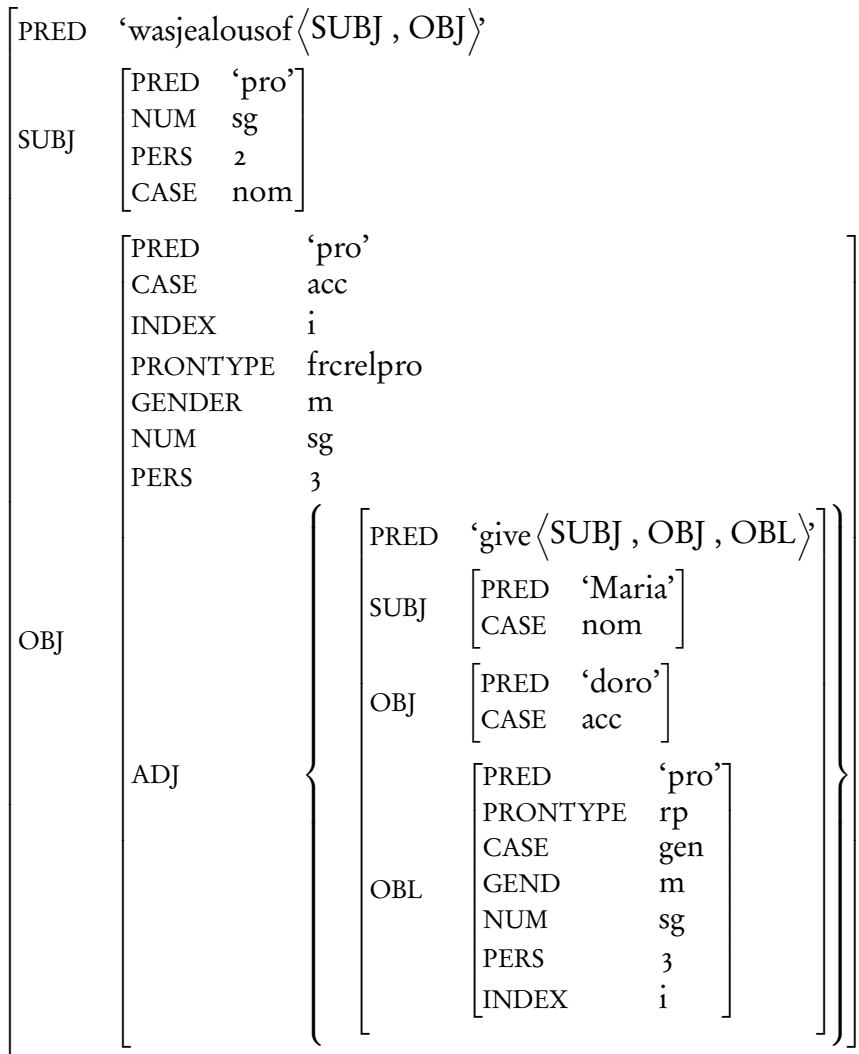 PRED ‘wasjealousof⟨SUBJ , OBJ⟩’
PRED ‘pro’
NUM sg
SUBJ
PERS 2
CASE nom
PRED ‘pro’
CASE acc
INDEX i
PRONTYPE frcrelpro
GENDER m
NUM sg
PERS 3
PRED ‘give⟨SUBJ , OBJ , OBL⟩’
PRED ‘Maria’
SUBJ
CASE nom
OBJ
PRED ‘doro’
OBJ
CASE acc
ADJ
PRED ‘pro’
PRONTYPE rp
CASE gen
OBL
GEND m
NUM sg
PERS 3
INDEX i